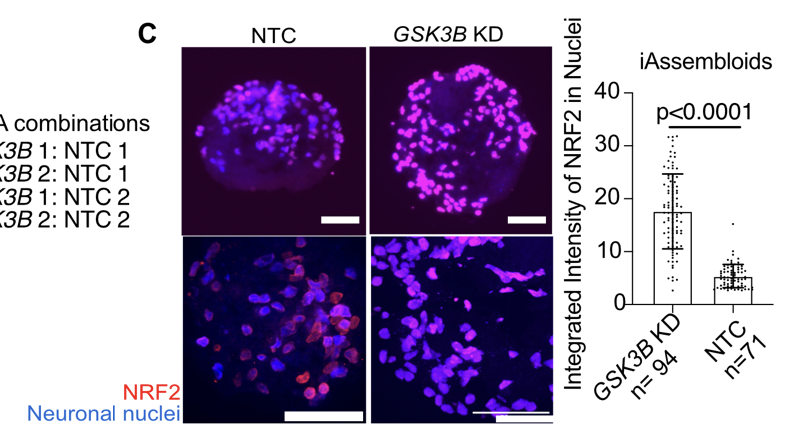 C
NTC
GSK3B KD
A combinations
K3B 1: NTC 1
K3B 2: NTC 1
K3B 1: NTC 2
K3B 2: NTC 2
NRF2
Neuronal nuclei
iAssembloids
Integrated Intensity of NRF2 in Nuclei
p<0.0001
40
30
20
10
0
GSK3B KD
n= 94
NTC
n=71